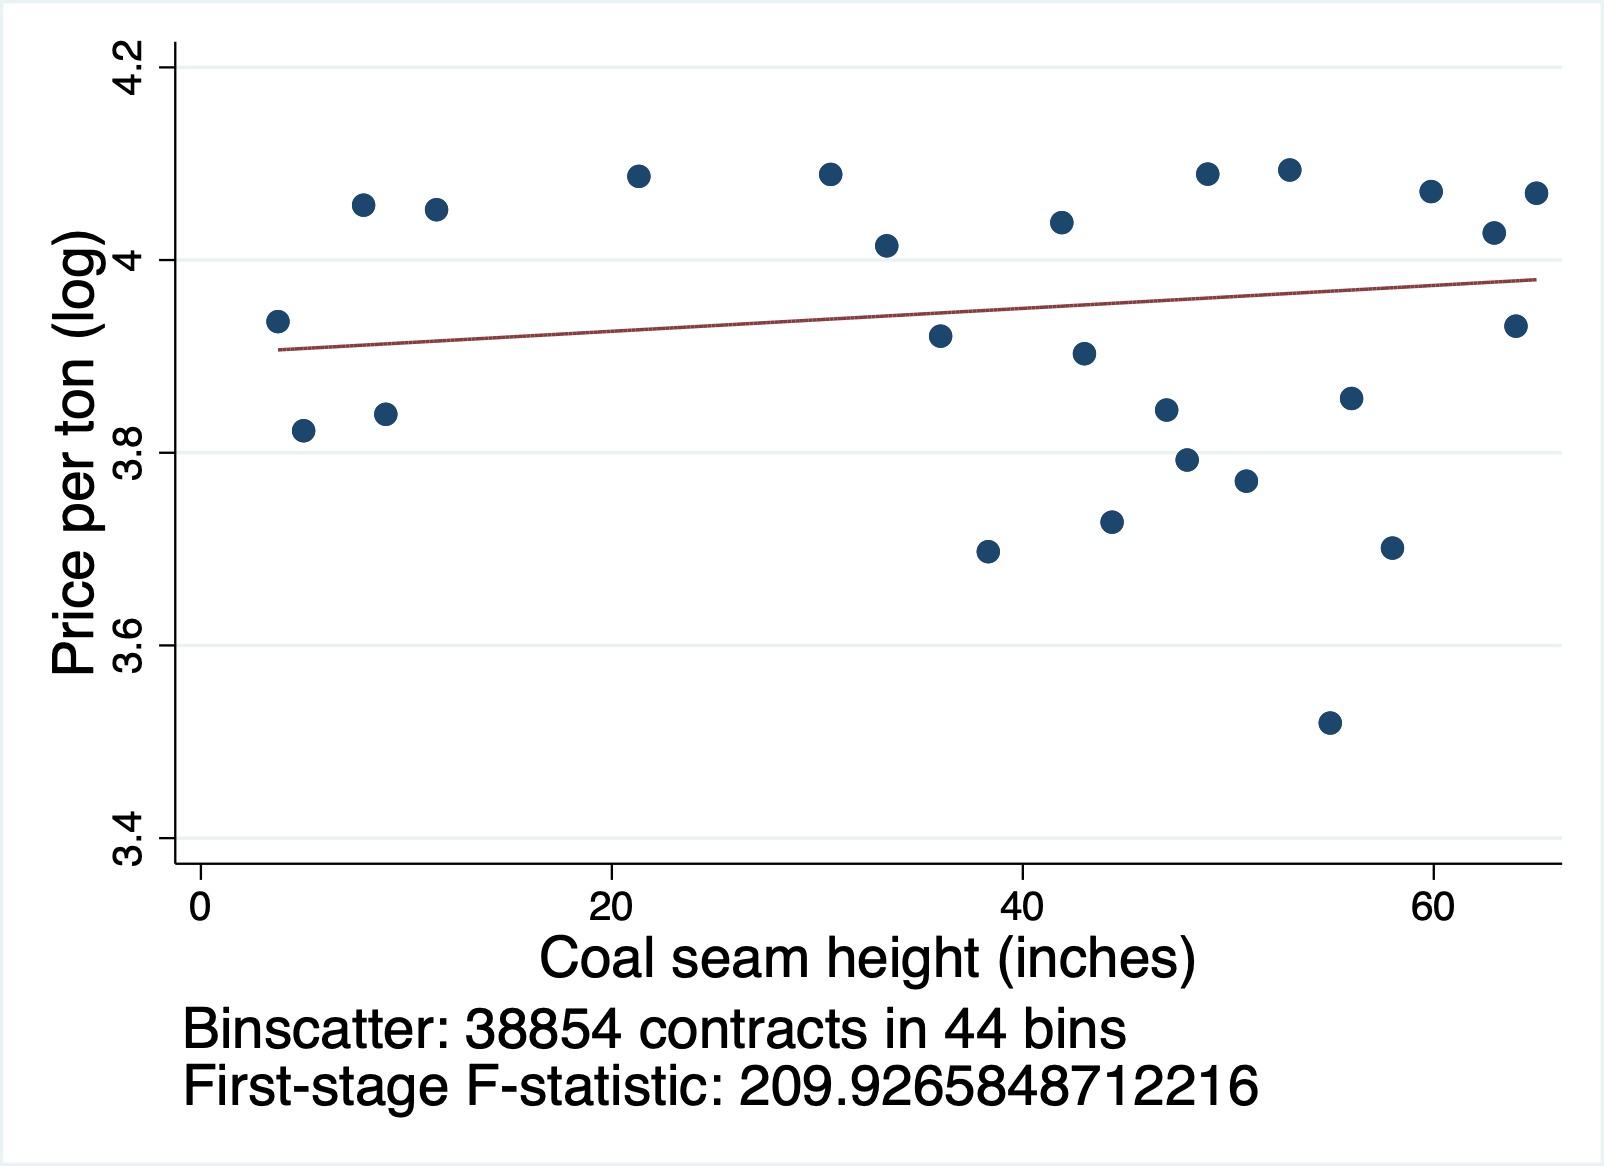 4.2
4
3.8
3.6
3.4
Price per ton (log)
0 20 40 60
Coal seam height (inches)
Binscatter: 38854 contracts in 44 bins
First-stage F-statistic: 209.9265848712216